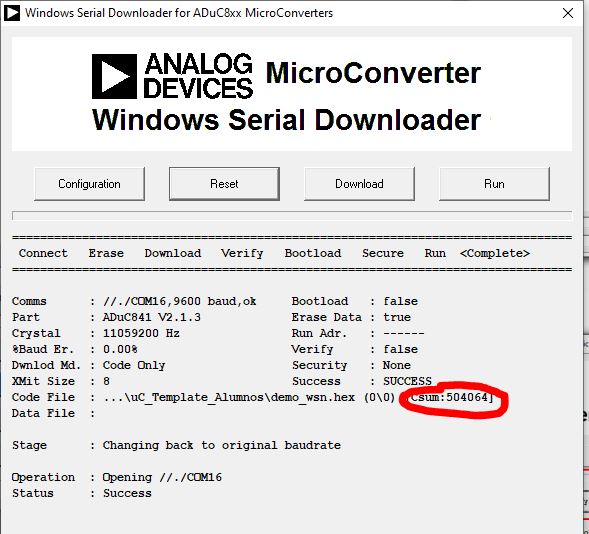 Windows Serial Downloader for ADuC8xx MicroConverters
ANALOG DEVICES MicroConverter
Windows Serial Downloader
Configuration Reset Download Run
Connect Erase Download Verify Bootload Secure Run <Complete>
Comms : //./COM16,9600 baud,ok Bootload : false
Part : ADuC841 V2.1.3 Erase Data : true
Crystal : 11059200 Hz Run Adr. : ------
%Baud Er. : 0.00% Verify : false
Dwnlod Md. : Code Only Security : None
XMit Size : 8 Success : SUCCESS
Code File : ...\uC_Template_Alumnos\demo_wsn.hex (0\0) [Csum:504064]
Data File :
Stage : Changing back to original baudrate
Operation : Opening //./COM16
Status : Success